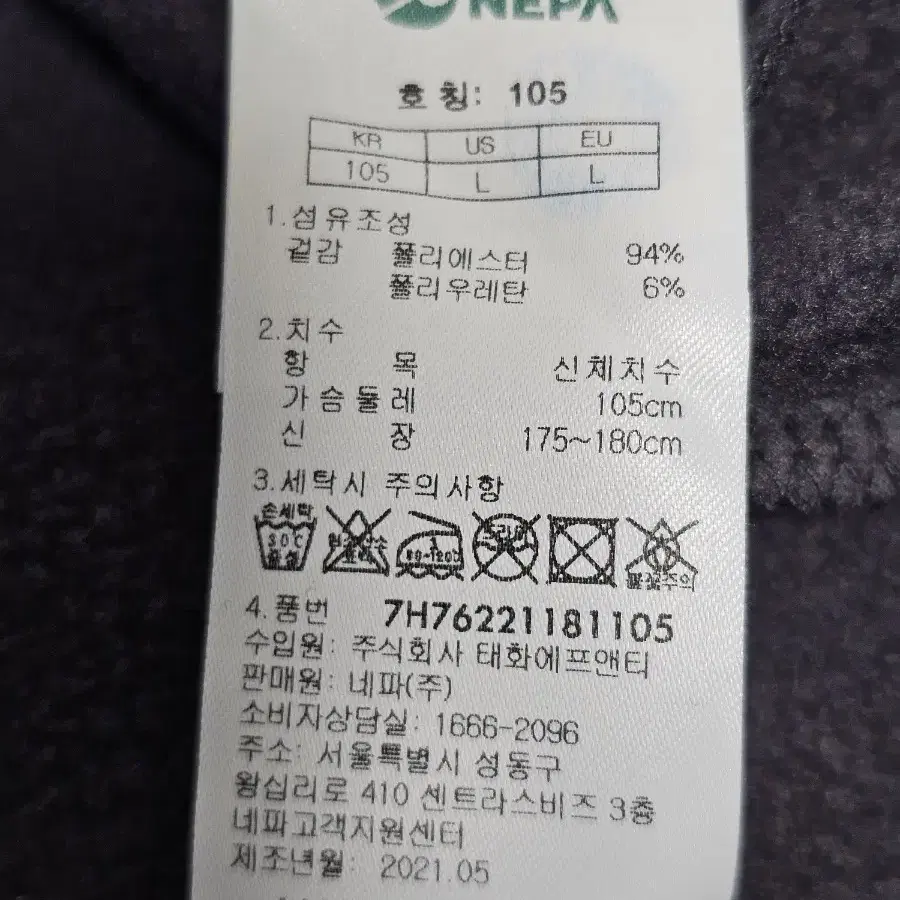 NEPA
호 칭: 105
KR US EU
105 L L
1.섬유조성
겉감 폴리에스터 94%
폴리우레탄 6%
2.치수
항 목 신체치수
가슴둘레 105cm
신 장 175~180cm
3.세탁시 주의사항
손세탁
30℃
중성
80~120℃
드라이
4.품번 7H76221181105
수입원: 주식회사 태화에프앤티
판매원: 네파(주)
소비자상담실: 1666-2096
주소: 서울특별시 성동구
왕십리로 410 센트라스비즈 3층
네파고객지원센터
제조년월: 2021.05